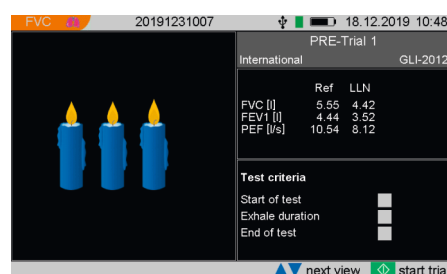 FVC 20191231007 18.12.2019 10:48
PRE-Trial 1
International GLI-2012
Ref LLN
FVC [l] 5.55 4.42
FEV1 [l] 4.44 3.52
PEF [l/s] 10.54 8.12
Test criteria
Start of test
Exhale duration
End of test
next view start trial